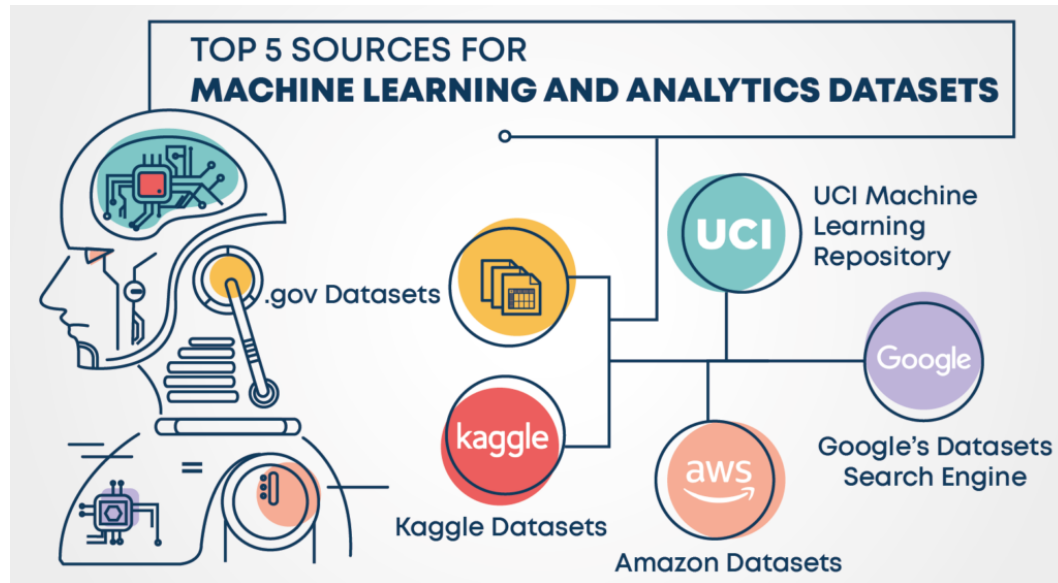 TOP 5 SOURCES FOR
MACHINE LEARNING AND ANALYTICS DATASETS
.gov Datasets
UCI
UCI Machine
Learning
Repository
Google
Google's Datasets
Search Engine
kaggle
Kaggle Datasets
aws
Amazon Datasets